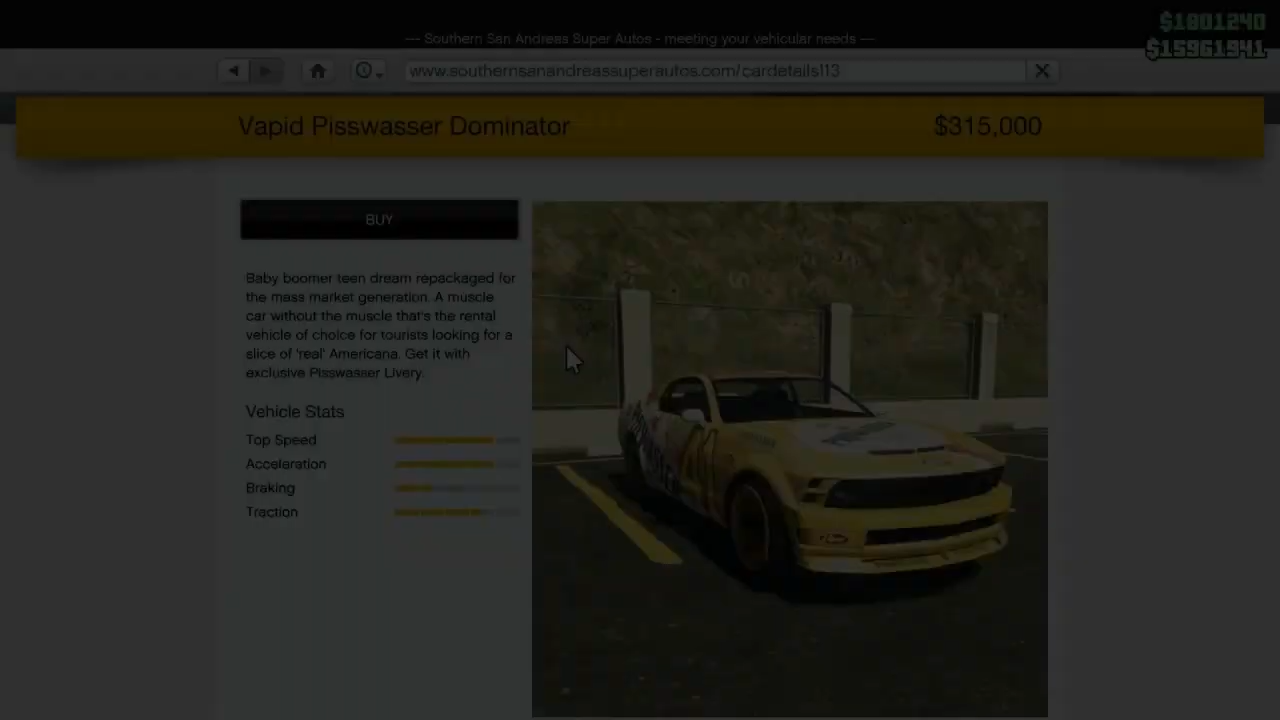 $1801240
--- Southern San Andreas Super Autos - meeting your vehicular needs ---
$15961941
www.southernsanandreassuperautos.com/cardetails113
Vapid Pisswasser Dominator
$315,000
BUY
Baby boomer teen dream repackaged for
the mass market generation. A muscle
car without the muscle that's the rental
vehicle of choice for tourists looking for a
slice of 'real' Americana. Get it with
exclusive Pisswasser Livery.
Vehicle Stats
Top Speed
Acceleration
Braking
Traction